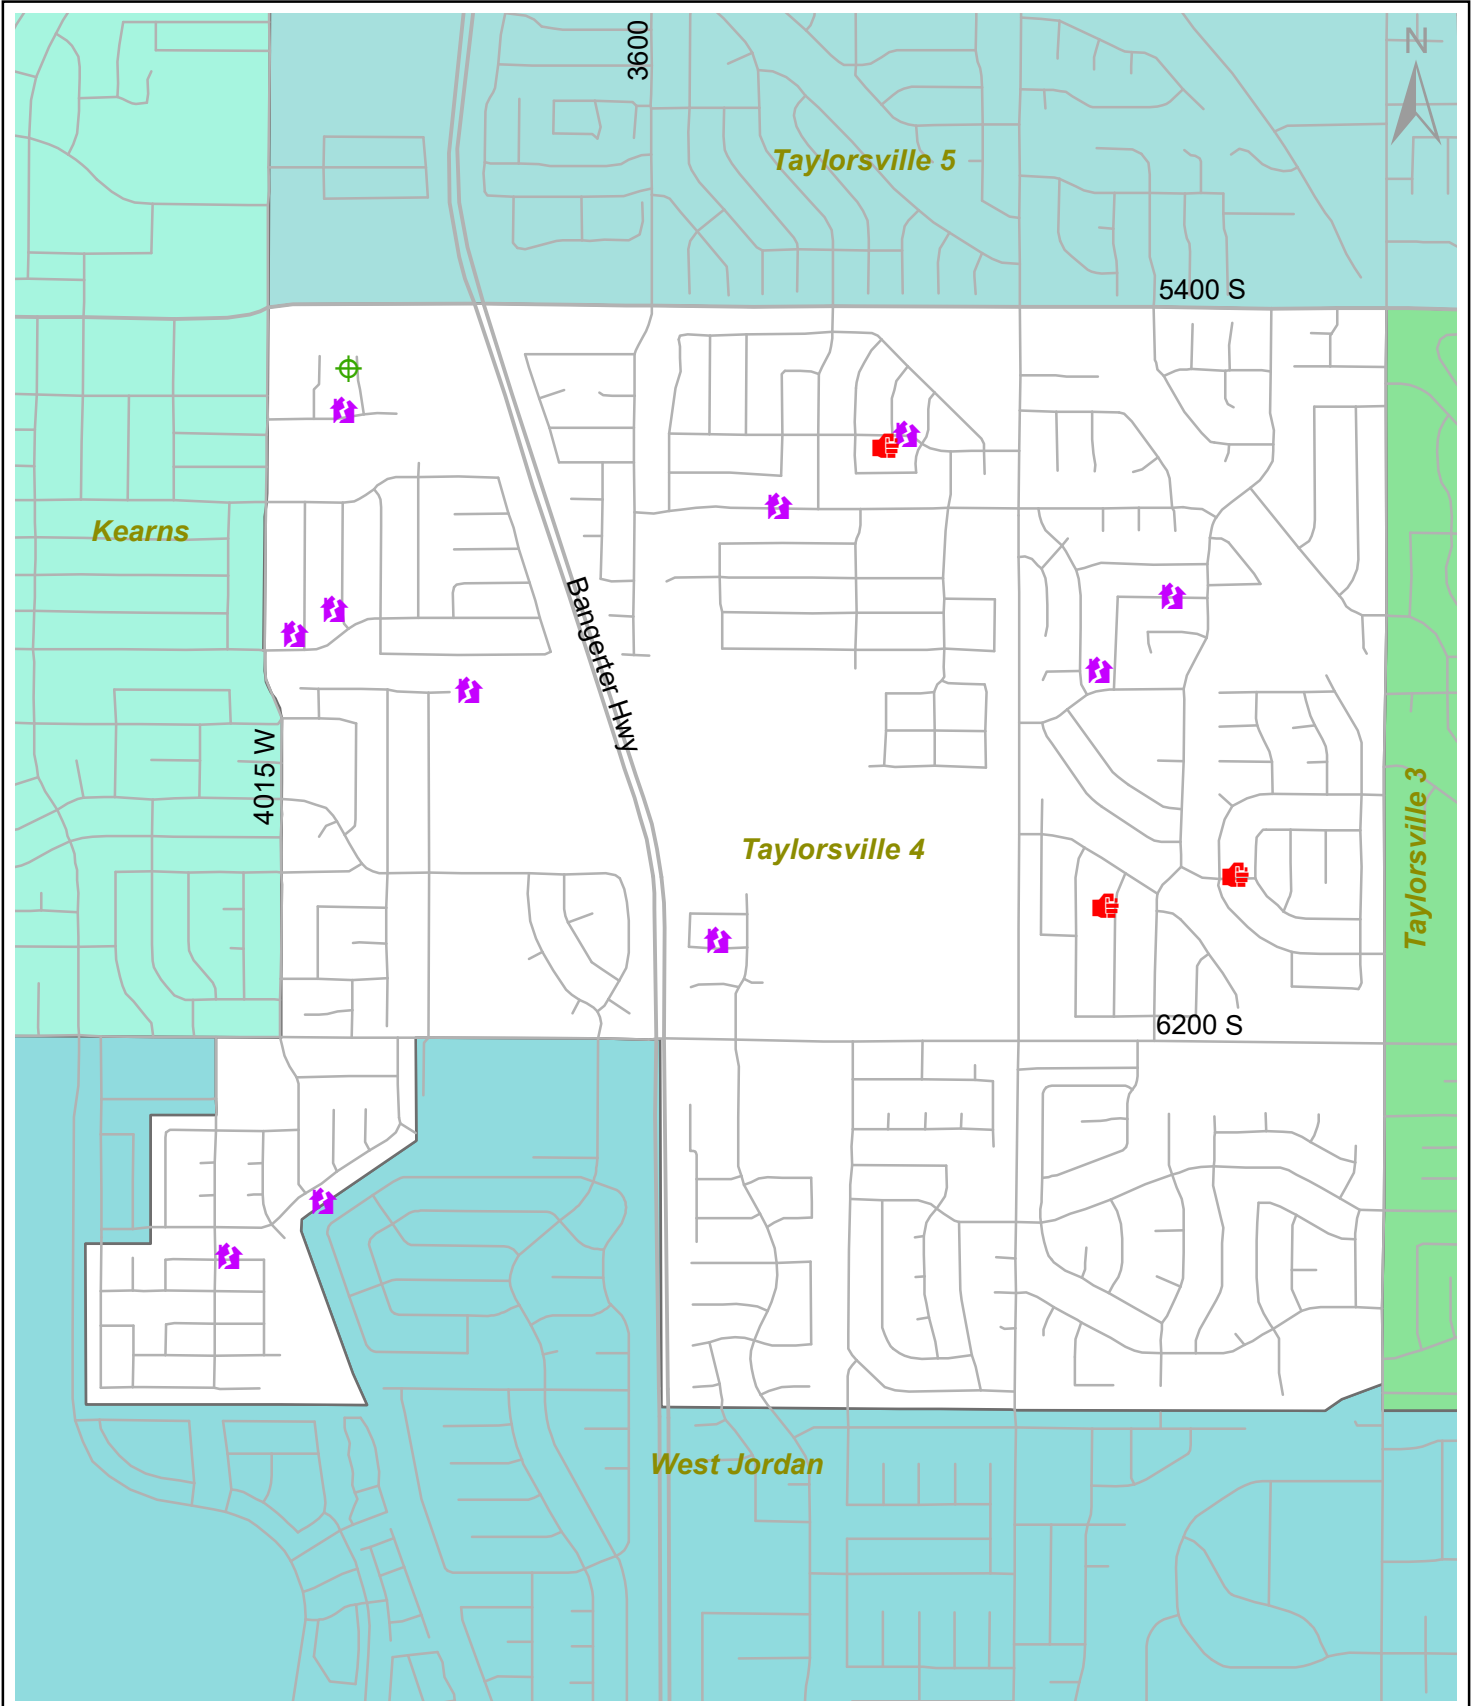 3600
N
Taylorsville 5
5400 S
Kearns
Bangerter Hwy
4015 W
Taylorsville 4
Taylorsville 3
6200 S
West Jordan